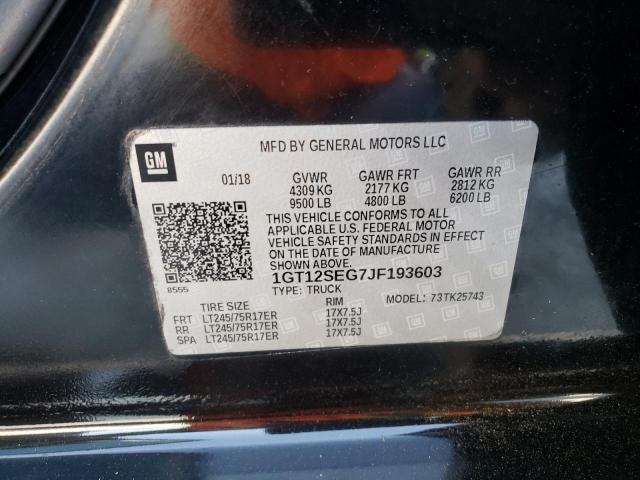 GM
MFD BY GENERAL MOTORS LLC
01/18 GVWR GAWR FRT GAWR RR
4309 KG 2177 KG 2812 KG
9500 LB 4800 LB 6200 LB
THIS VEHICLE CONFORMS TO ALL
APPLICABLE U.S. FEDERAL MOTOR
VEHICLE SAFETY STANDARDS IN EFFECT
ON THE DATE OF MANUFACTURE
SHOWN ABOVE.
1GT12SEG7JF193603
8555
TYPE: TRUCK MODEL: 73TK25743
TIRE SIZE RIM
FRT LT245/75R17ER 17X7.5J
RR LT245/75R17ER 17X7.5J
SPA LT245/75R17ER 17X7.5J